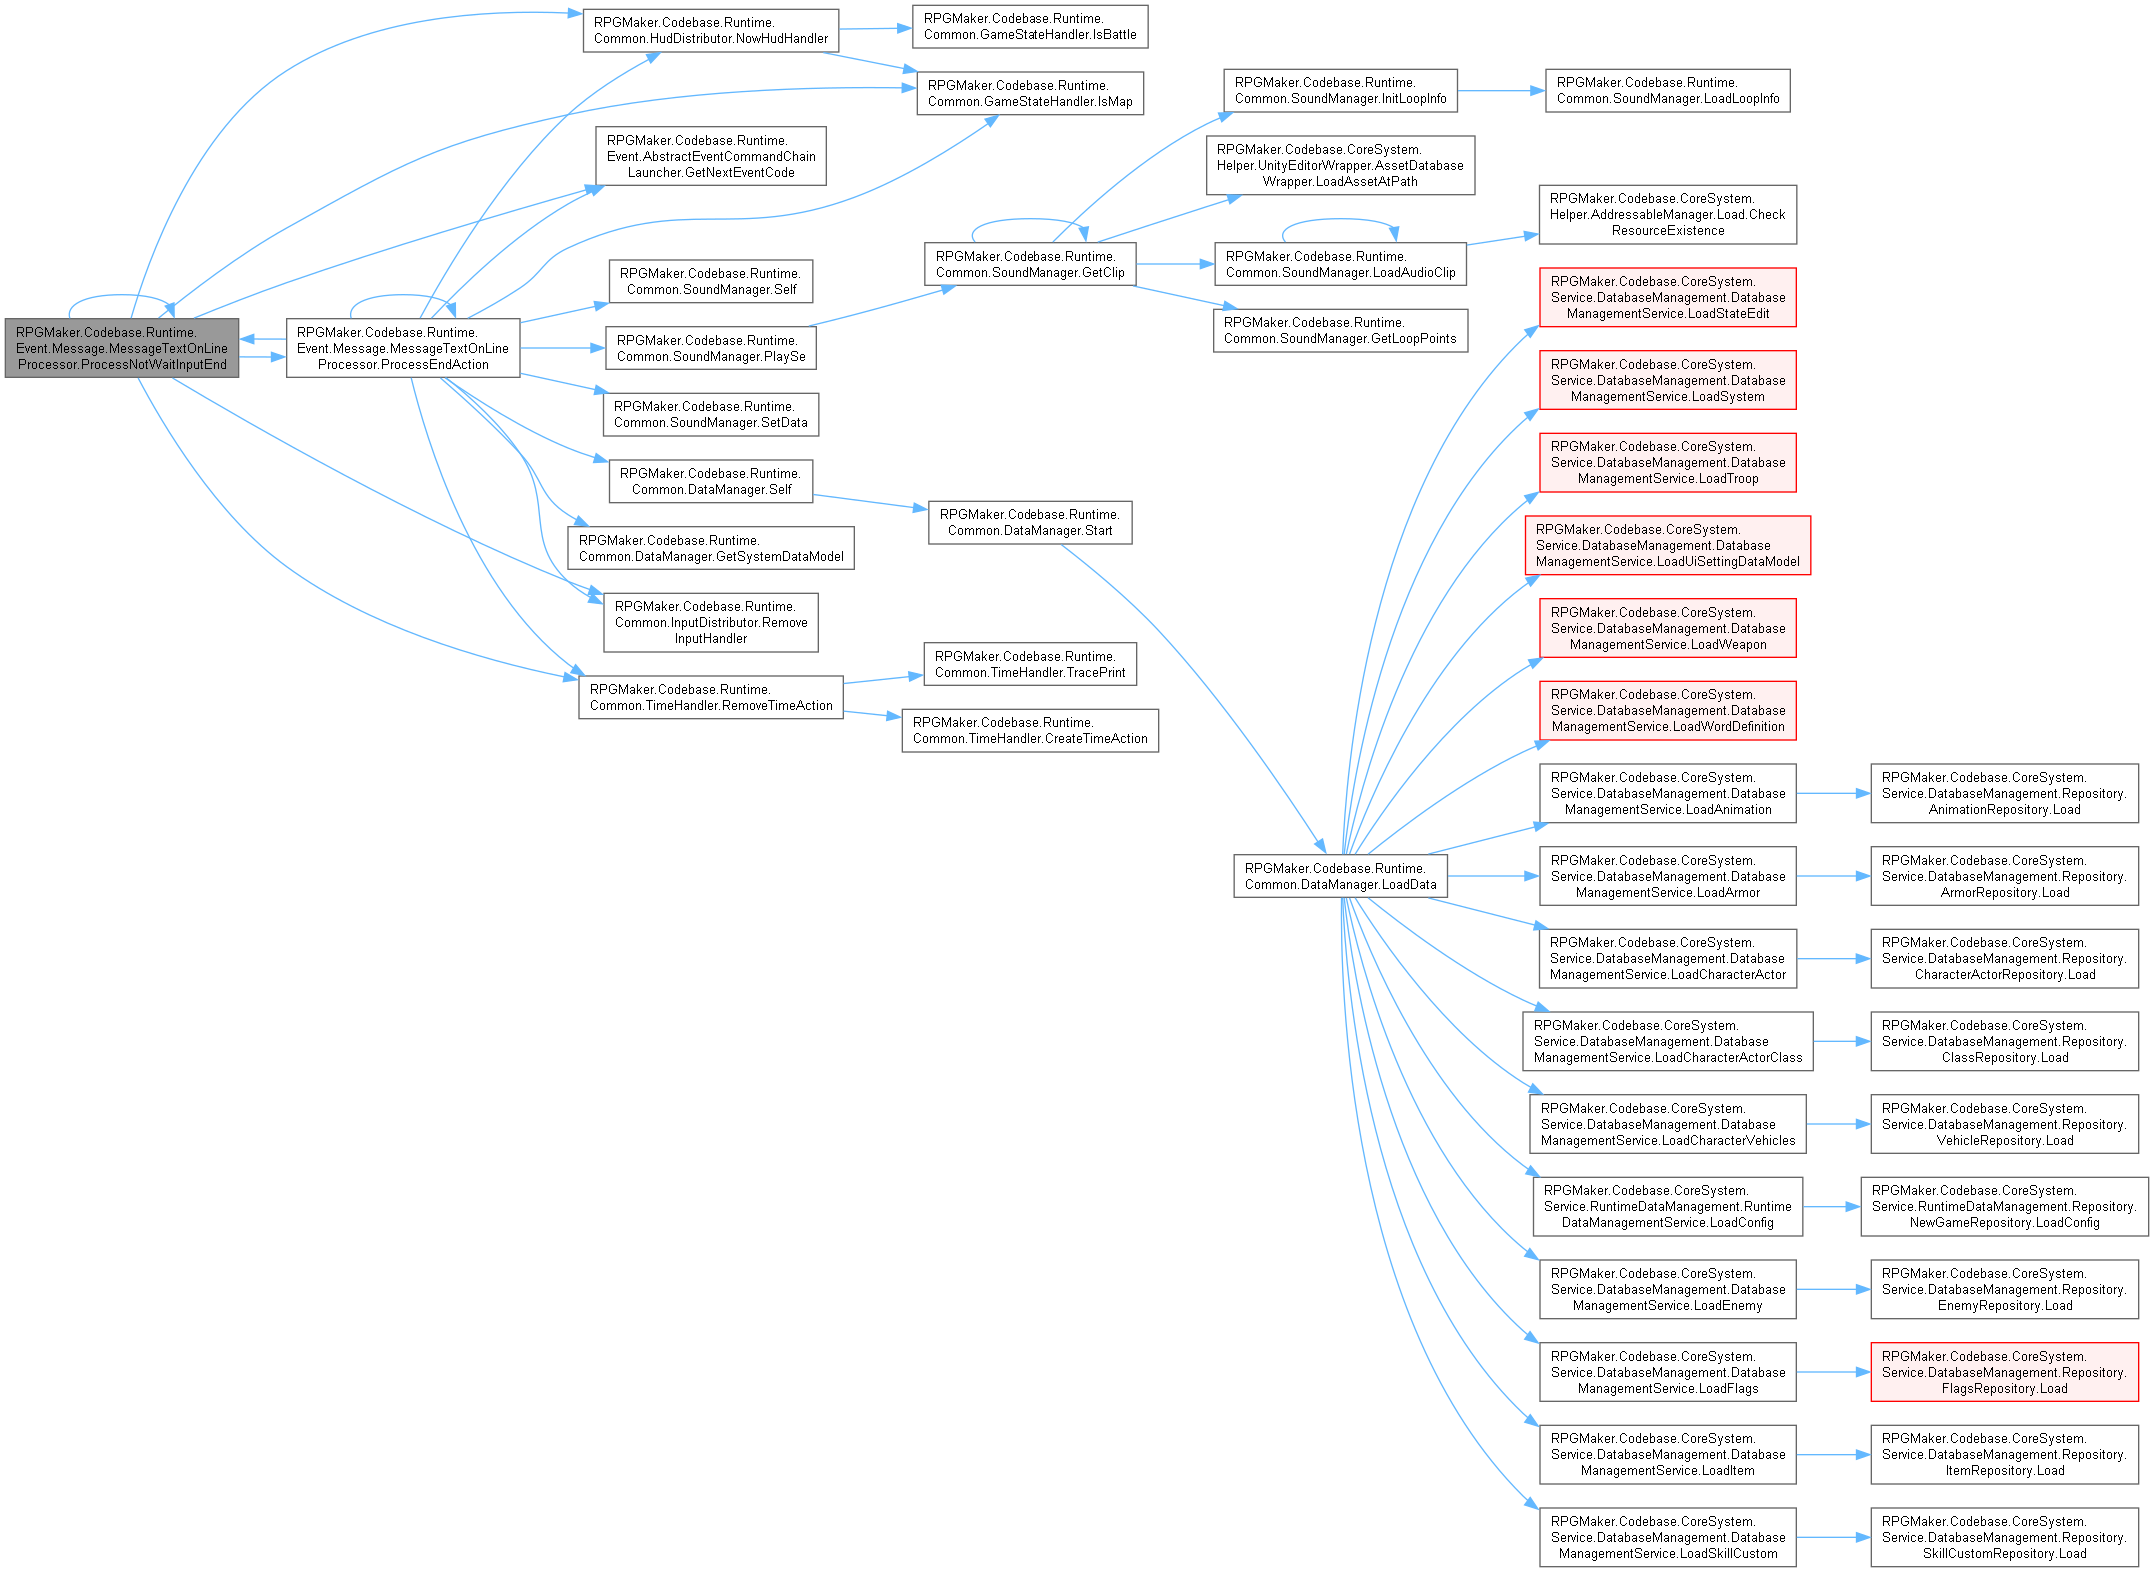 RPGMaker.Codebase.Runtime.
Event.Message.MessageTextOnLine
Processor.ProcessNotWaitInputEnd
RPGMaker.Codebase.Runtime.
Event.Message.MessageTextOnLine
Processor.ProcessEndAction
RPGMaker.Codebase.Runtime.
Common.HudDistributor.NowHudHandler
RPGMaker.Codebase.Runtime.
Event.AbstractEventCommandChain
Launcher.GetNextEventCode
RPGMaker.Codebase.Runtime.
Common.SoundManager.Self
RPGMaker.Codebase.Runtime.
Common.SoundManager.PlaySe
RPGMaker.Codebase.Runtime.
Common.SoundManager.SetData
RPGMaker.Codebase.Runtime.
Common.DataManager.Self
RPGMaker.Codebase.Runtime.
Common.DataManager.GetSystemDataModel
RPGMaker.Codebase.Runtime.
Common.InputDistributor.Remove
InputHandler
RPGMaker.Codebase.Runtime.
Common.TimeHandler.RemoveTimeAction
RPGMaker.Codebase.Runtime.
Common.GameStateHandler.IsBattle
RPGMaker.Codebase.Runtime.
Common.GameStateHandler.IsMap
RPGMaker.Codebase.Runtime.
Common.SoundManager.GetClip
RPGMaker.Codebase.Runtime.
Common.DataManager.Start
RPGMaker.Codebase.Runtime.
Common.TimeHandler.TracePrint
RPGMaker.Codebase.Runtime.
Common.TimeHandler.CreateTimeAction
RPGMaker.Codebase.Runtime.
Common.SoundManager.InitLoopInfo
RPGMaker.Codebase.CoreSystem.
Helper.UnityEditorWrapper.AssetDatabase
Wrapper.LoadAssetAtPath
RPGMaker.Codebase.Runtime.
Common.SoundManager.LoadAudioClip
RPGMaker.Codebase.Runtime.
Common.SoundManager.GetLoopPoints
RPGMaker.Codebase.Runtime.
Common.DataManager.LoadData
RPGMaker.Codebase.Runtime.
Common.SoundManager.LoadLoopInfo
RPGMaker.Codebase.CoreSystem.
Helper.AddressableManager.Load.Check
ResourceExistence
RPGMaker.Codebase.CoreSystem.
Service.DatabaseManagement.Database
ManagementService.LoadStateEdit
RPGMaker.Codebase.CoreSystem.
Service.DatabaseManagement.Database
ManagementService.LoadSystem
RPGMaker.Codebase.CoreSystem.
Service.DatabaseManagement.Database
ManagementService.LoadTroop
RPGMaker.Codebase.CoreSystem.
Service.DatabaseManagement.Database
ManagementService.LoadUiSettingDataModel
RPGMaker.Codebase.CoreSystem.
Service.DatabaseManagement.Database
ManagementService.LoadWeapon
RPGMaker.Codebase.CoreSystem.
Service.DatabaseManagement.Database
ManagementService.LoadWordDefinition
RPGMaker.Codebase.CoreSystem.
Service.DatabaseManagement.Database
ManagementService.LoadAnimation
RPGMaker.Codebase.CoreSystem.
Service.DatabaseManagement.Repository.
AnimationRepository.Load
RPGMaker.Codebase.CoreSystem.
Service.DatabaseManagement.Database
ManagementService.LoadArmor
RPGMaker.Codebase.CoreSystem.
Service.DatabaseManagement.Repository.
ArmorRepository.Load
RPGMaker.Codebase.CoreSystem.
Service.DatabaseManagement.Database
ManagementService.LoadCharacterActor
RPGMaker.Codebase.CoreSystem.
Service.DatabaseManagement.Repository.
CharacterActorRepository.Load
RPGMaker.Codebase.CoreSystem.
Service.DatabaseManagement.Database
ManagementService.LoadCharacterActorClass
RPGMaker.Codebase.CoreSystem.
Service.DatabaseManagement.Repository.
ClassRepository.Load
RPGMaker.Codebase.CoreSystem.
Service.DatabaseManagement.Database
ManagementService.LoadCharacterVehicles
RPGMaker.Codebase.CoreSystem.
Service.DatabaseManagement.Repository.
VehicleRepository.Load
RPGMaker.Codebase.CoreSystem.
Service.RuntimeDataManagement.Runtime
DataManagementService.LoadConfig
RPGMaker.Codebase.CoreSystem.
Service.RuntimeDataManagement.Repository.
NewGameRepository.LoadConfig
RPGMaker.Codebase.CoreSystem.
Service.DatabaseManagement.Database
ManagementService.LoadEnemy
RPGMaker.Codebase.CoreSystem.
Service.DatabaseManagement.Repository.
EnemyRepository.Load
RPGMaker.Codebase.CoreSystem.
Service.DatabaseManagement.Database
ManagementService.LoadFlags
RPGMaker.Codebase.CoreSystem.
Service.DatabaseManagement.Repository.
FlagsRepository.Load
RPGMaker.Codebase.CoreSystem.
Service.DatabaseManagement.Database
ManagementService.LoadItem
RPGMaker.Codebase.CoreSystem.
Service.DatabaseManagement.Repository.
ItemRepository.Load
RPGMaker.Codebase.CoreSystem.
Service.DatabaseManagement.Database
ManagementService.LoadSkillCustom
RPGMaker.Codebase.CoreSystem.
Service.DatabaseManagement.Repository.
SkillCustomRepository.Load